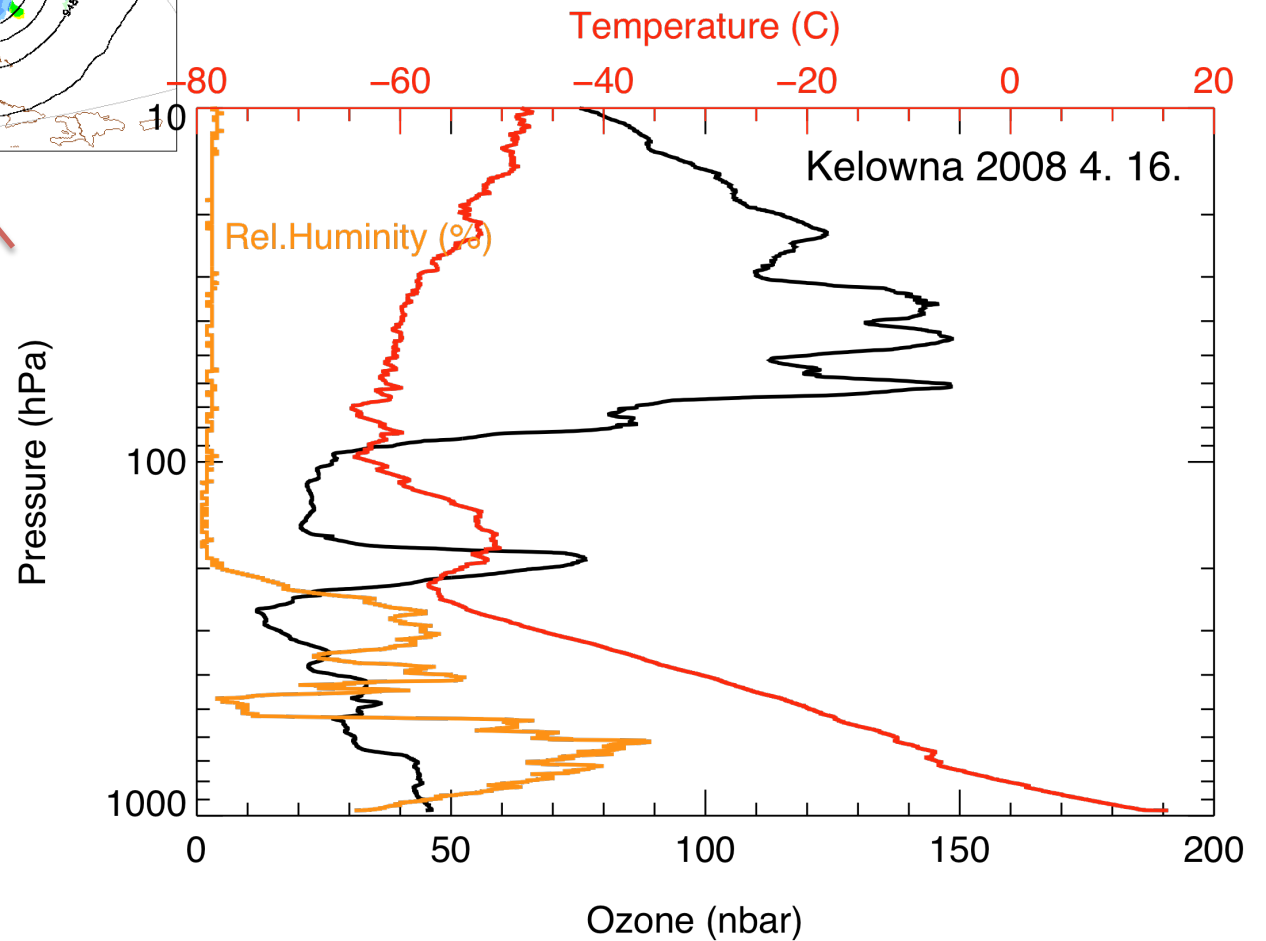 948
Temperature (C)
−80 −60 −40 −20 0 20
10
Kelowna 2008 4. 16.
Rel.Huminity (%)
Pressure (hPa)
100
1000
0 50 100 150 200
Ozone (nbar)